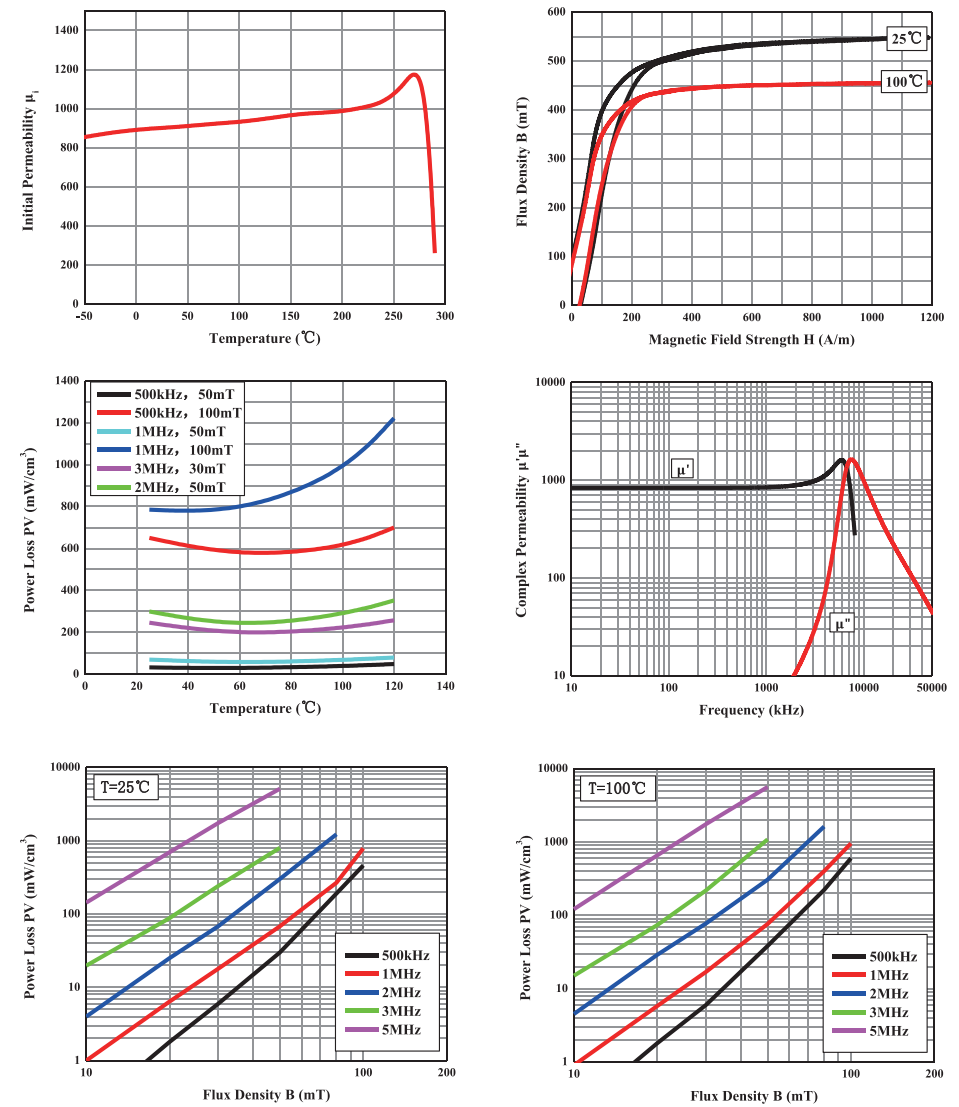 1400
1200
1000
800
600
400
200
0
-50 0 50 100 150 200 250 300
Initial Permeability μi
Temperature (℃)
600
500
400
300
200
100
0
0 200 400 600 800 1000 1200
25℃
100℃
Flux Density B (mT)
Magnetic Field Strength H (A/m)
1400
1200
1000
800
600
400
200
0
0 20 40 60 80 100 120 140
500kHz, 50mT
500kHz, 100mT
1MHz, 50mT
1MHz, 100mT
3MHz, 30mT
2MHz, 50mT
Power Loss PV (mW/cm³)
Temperature (℃)
10000
1000
100
10
10 100 1000 10000 50000
μ'
μ"
Complex Permeability μ'μ"
Frequency (kHz)
10000
1000
100
10
1
10 100 200
T=25℃
500kHz
1MHz
2MHz
3MHz
5MHz
Power Loss PV (mW/cm³)
Flux Density B (mT)
10000
1000
100
10
1
10 100 200
T=100℃
500kHz
1MHz
2MHz
3MHz
5MHz
Power Loss PV (mW/cm³)
Flux Density B (mT)